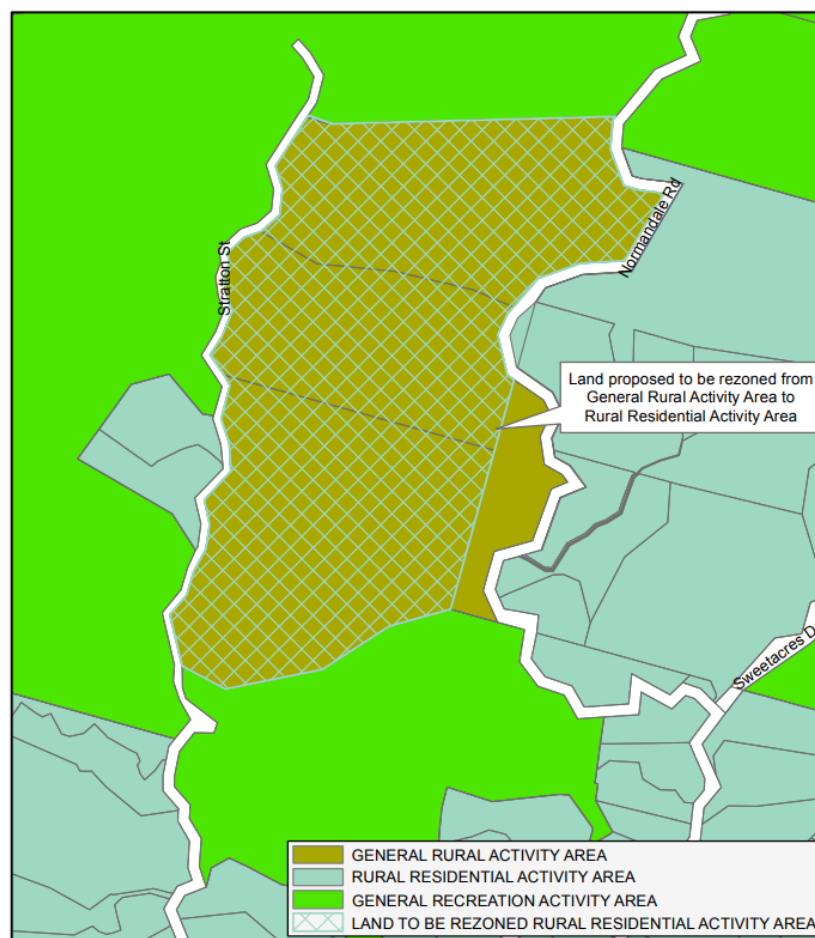 Normandale Rd
Stratton St
Land proposed to be rezoned from
General Rural Activity Area to
Rural Residential Activity Area
Sweetacres D
GENERAL RURAL ACTIVITY AREA
RURAL RESIDENTIAL ACTIVITY AREA
GENERAL RECREATION ACTIVITY AREA
LAND TO BE REZONED RURAL RESIDENTIAL ACTIVITY AREA